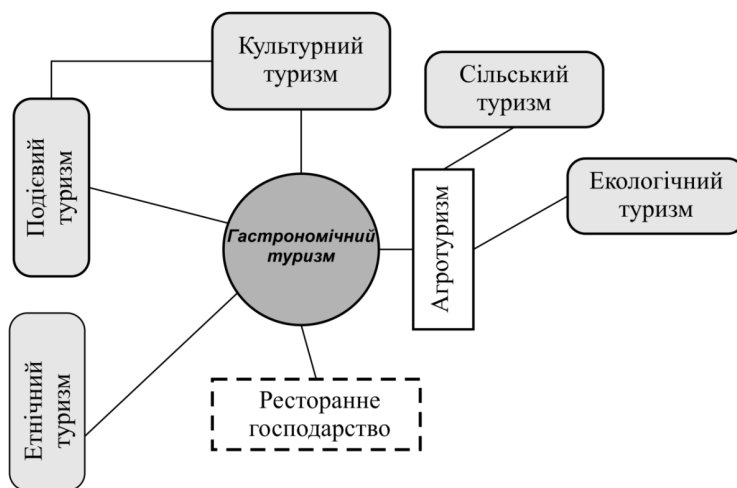 Культурний
туризм
Сільський
туризм
Подієвий
туризм
Екологічний
туризм
Гастрономічний
туризм
Агротуризм
Етнічний
туризм
Ресторанне
господарство